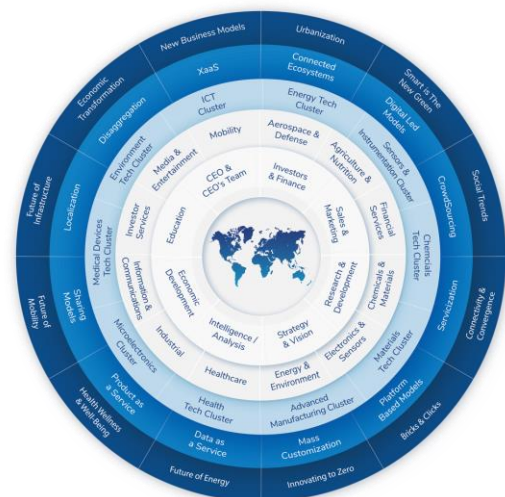 New Business Models
Urbanization
Smart is The
New Green
Social Trends
Connectivity &
Convergence
Bricks & Clicks
Innovating to Zero
Future of Energy
Health Wellness
& Well-Being
Future of
Mobility
Future of
Infrastructure
Economic
Transformation
XaaS
Connected
Ecosystems
Digital Led
Models
CrowdSourcing
Servicization
Platform
Based Models
Mass
Customization
Data as
a Service
Product as
a Service
Sharing
Models
Localization
Disaggregation
ICT
Cluster
Energy Tech
Cluster
Sensors &
Instrumentation Cluster
Chemcials
Tech Cluster
Materials
Tech Cluster
Advanced
Manufacturing Cluster
Health
Tech Cluster
Microelectronics
Cluster
Medical Devices
Tech Cluster
Environment
Tech Cluster
Mobility
Aerospace &
Defense
Agriculture &
Nutrition
Financial
Services
Chemicals &
Materials
Electronics &
Sensors
Energy &
Environment
Healthcare
Industrial
Information &
Communications
Investor
Services
Media &
Entertainment
CEO &
CEO's Team
Investors
& Finance
Sales &
Marketing
Research &
Development
Strategy
& Vision
Intelligence /
Analysis
Economic
Development
Education